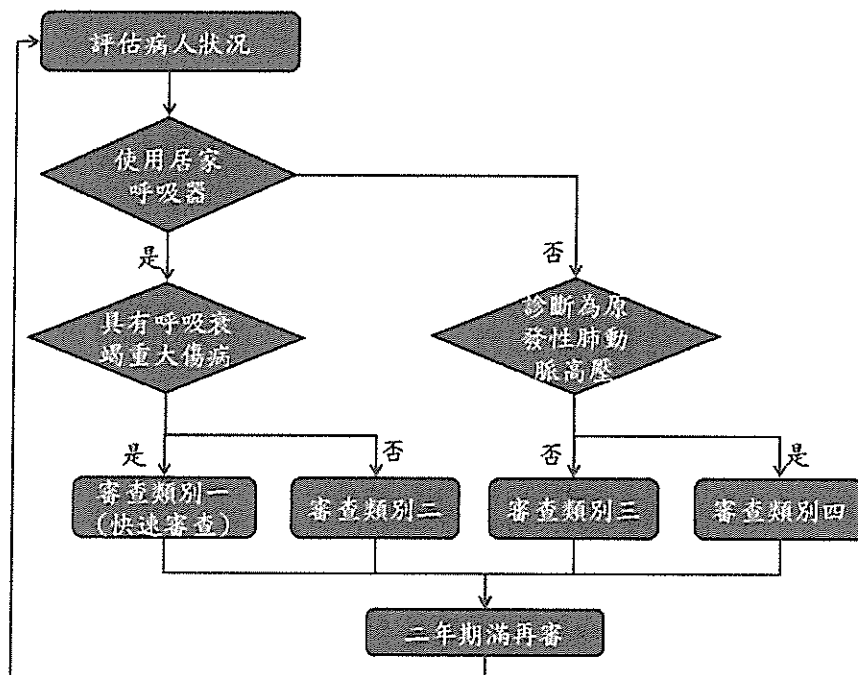 評估病人狀況
使用居家
呼吸器
是
否
具有呼吸衰
竭重大傷病
診斷為原
發性肺動
脈高壓
是
否
否
是
審查類別一
(快速審查)
審查類別二
審查類別三
審查類別四
二年期滿再審